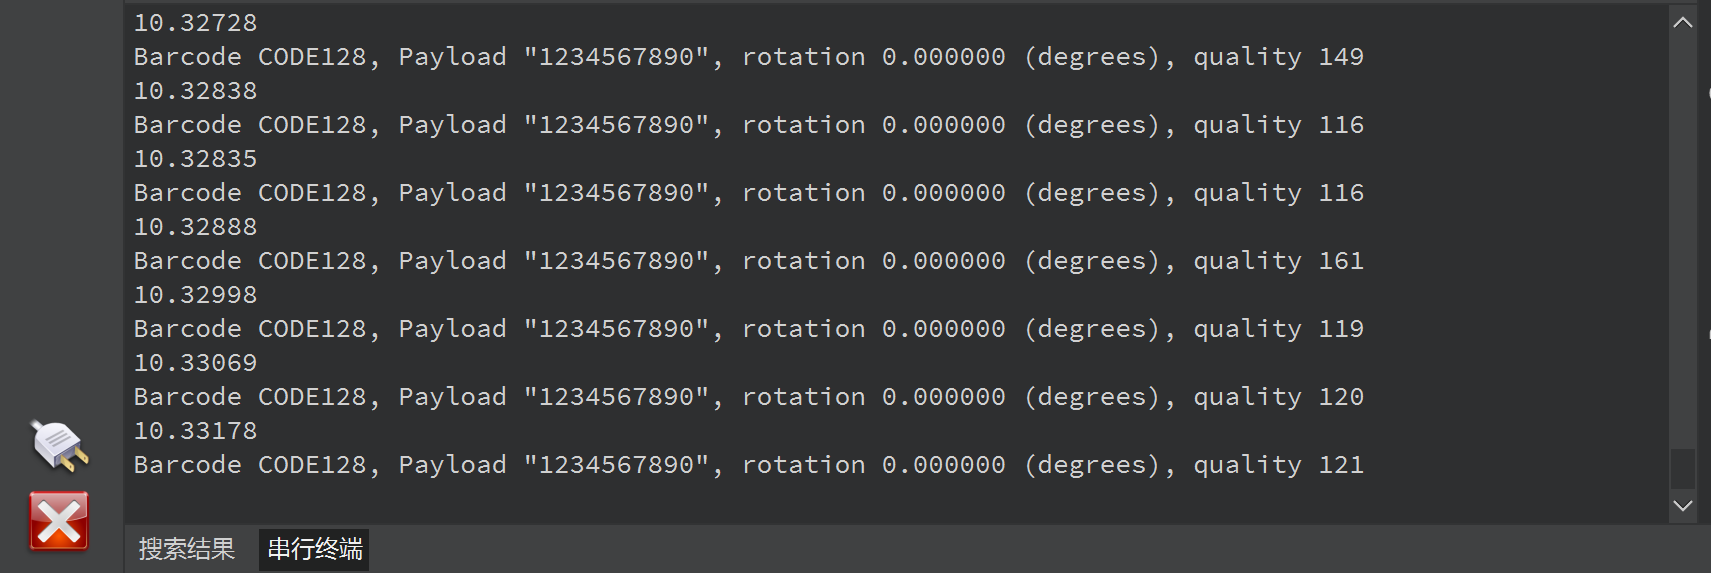 10.32728
Barcode CODE128, Payload "1234567890", rotation 0.000000 (degrees), quality 149
10.32838
Barcode CODE128, Payload "1234567890", rotation 0.000000 (degrees), quality 116
10.32835
Barcode CODE128, Payload "1234567890", rotation 0.000000 (degrees), quality 116
10.32888
Barcode CODE128, Payload "1234567890", rotation 0.000000 (degrees), quality 161
10.32998
Barcode CODE128, Payload "1234567890", rotation 0.000000 (degrees), quality 119
10.33069
Barcode CODE128, Payload "1234567890", rotation 0.000000 (degrees), quality 120
10.33178
Barcode CODE128, Payload "1234567890", rotation 0.000000 (degrees), quality 121
搜索结果 串行终端